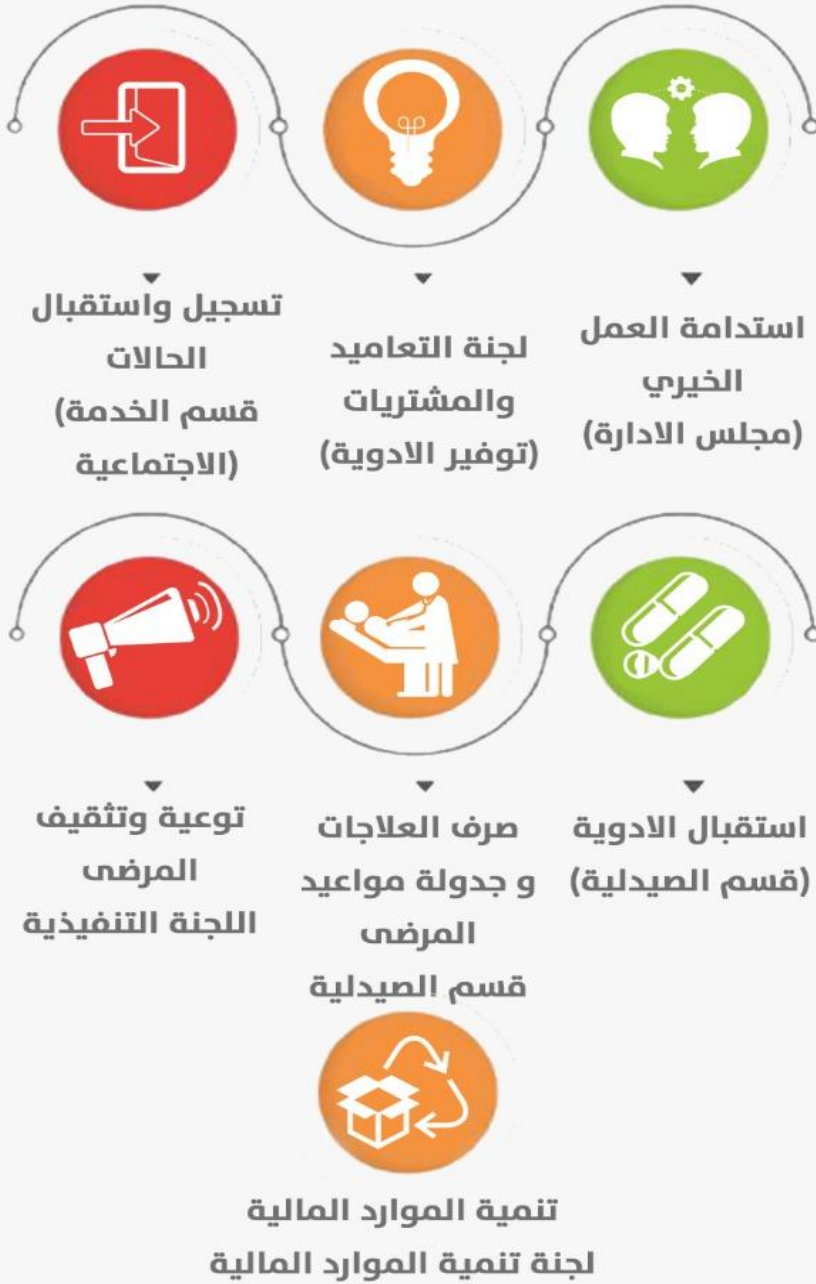 استدامة العمل
الخيري
(مجلس الادارة)
لجنة التعاميد
والمشتريات
(توفير الادوية)
تسجيل واستقبال
الحالات
(قسم الخدمة
الاجتماعية)
استقبال الادوية
(قسم الصيدلية)
صرف العلاجات
و جدولة مواعيد
المرضى
قسم الصيدلية
توعية وتثقيف
المرضى
اللجنة التنفيذية
تنمية الموارد المالية
لجنة تنمية الموارد المالية